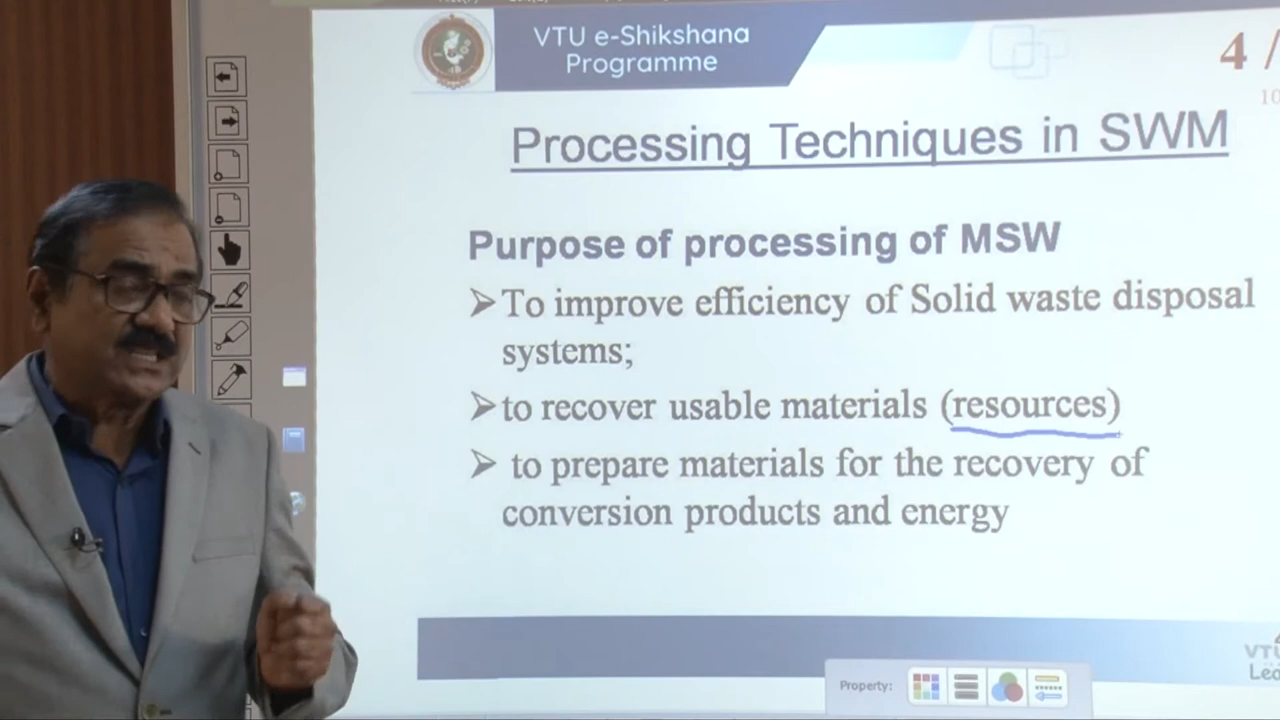 VTU e-Shikshana
Programme
4 /
10
Processing Techniques in SWM
Purpose of processing of MSW
To improve efficiency of Solid waste disposal
systems;
to recover usable materials (resources)
to prepare materials for the recovery of
conversion products and energy
Property: